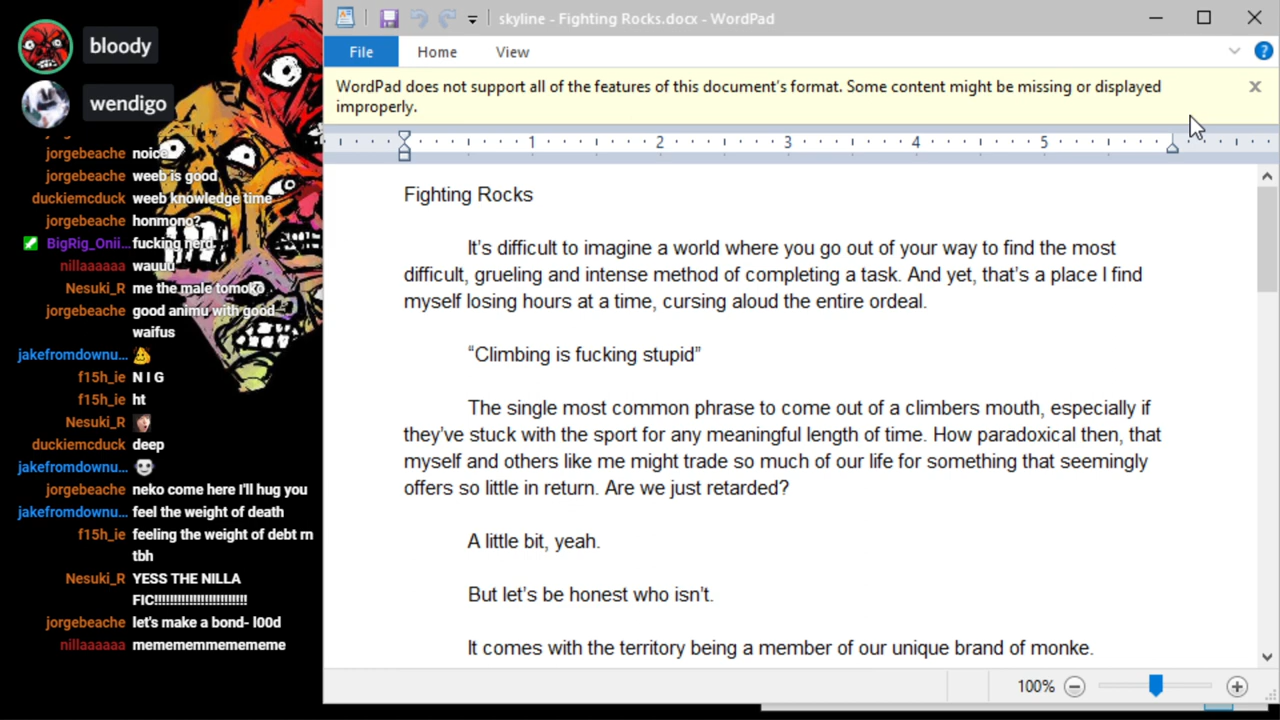 bloody
wendigo
jorgebeache noice
jorgebeache weeb is good
duckiemcduck weeb knowledge time
jorgebeache honmono?
BigRig_Onii... fucking nerd
nillaaaaaa wauuu
Nesuki_R me the male tomoko
jorgebeache good animu with good
waifus
jakefromdownu...
f15h_ie N I G
f15h_ie ht
Nesuki_R
duckiemcduck deep
jakefromdownu...
jorgebeache neko come here I'll hug you
jakefromdownu... feel the weight of death
f15h_ie feeling the weight of debt rn
tbh
Nesuki_R YESS THE NILLA
FIC!!!!!!!!!!!!!!!!!!!!!!!!
jorgebeache let's make a bond- l00d
nillaaaaaa memememmemememe
skyline - Fighting Rocks.docx - WordPad
File Home View
WordPad does not support all of the features of this document's format. Some content might be missing or displayed
improperly.
1 2 3 4 5
Fighting Rocks
It’s difficult to imagine a world where you go out of your way to find the most
difficult, grueling and intense method of completing a task. And yet, that’s a place I find
myself losing hours at a time, cursing aloud the entire ordeal.
“Climbing is fucking stupid”
The single most common phrase to come out of a climbers mouth, especially if
they’ve stuck with the sport for any meaningful length of time. How paradoxical then, that
myself and others like me might trade so much of our life for something that seemingly
offers so little in return. Are we just retarded?
A little bit, yeah.
But let’s be honest who isn’t.
It comes with the territory being a member of our unique brand of monke.
100%